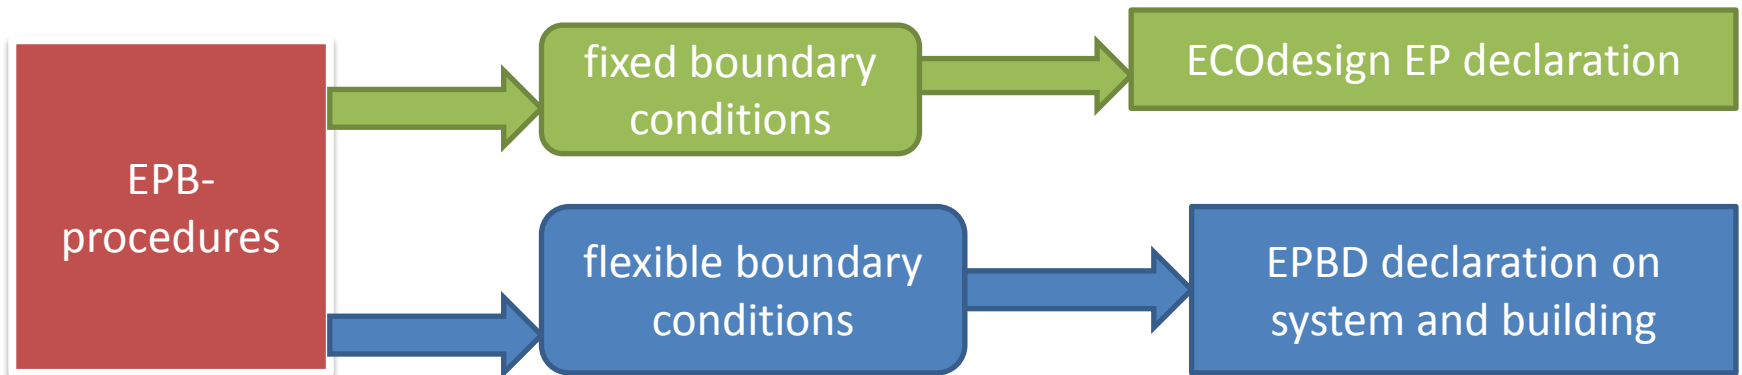 EPB-
procedures
fixed boundary
conditions
ECOdesign EP declaration
flexible boundary
conditions
EPBD declaration on
system and building